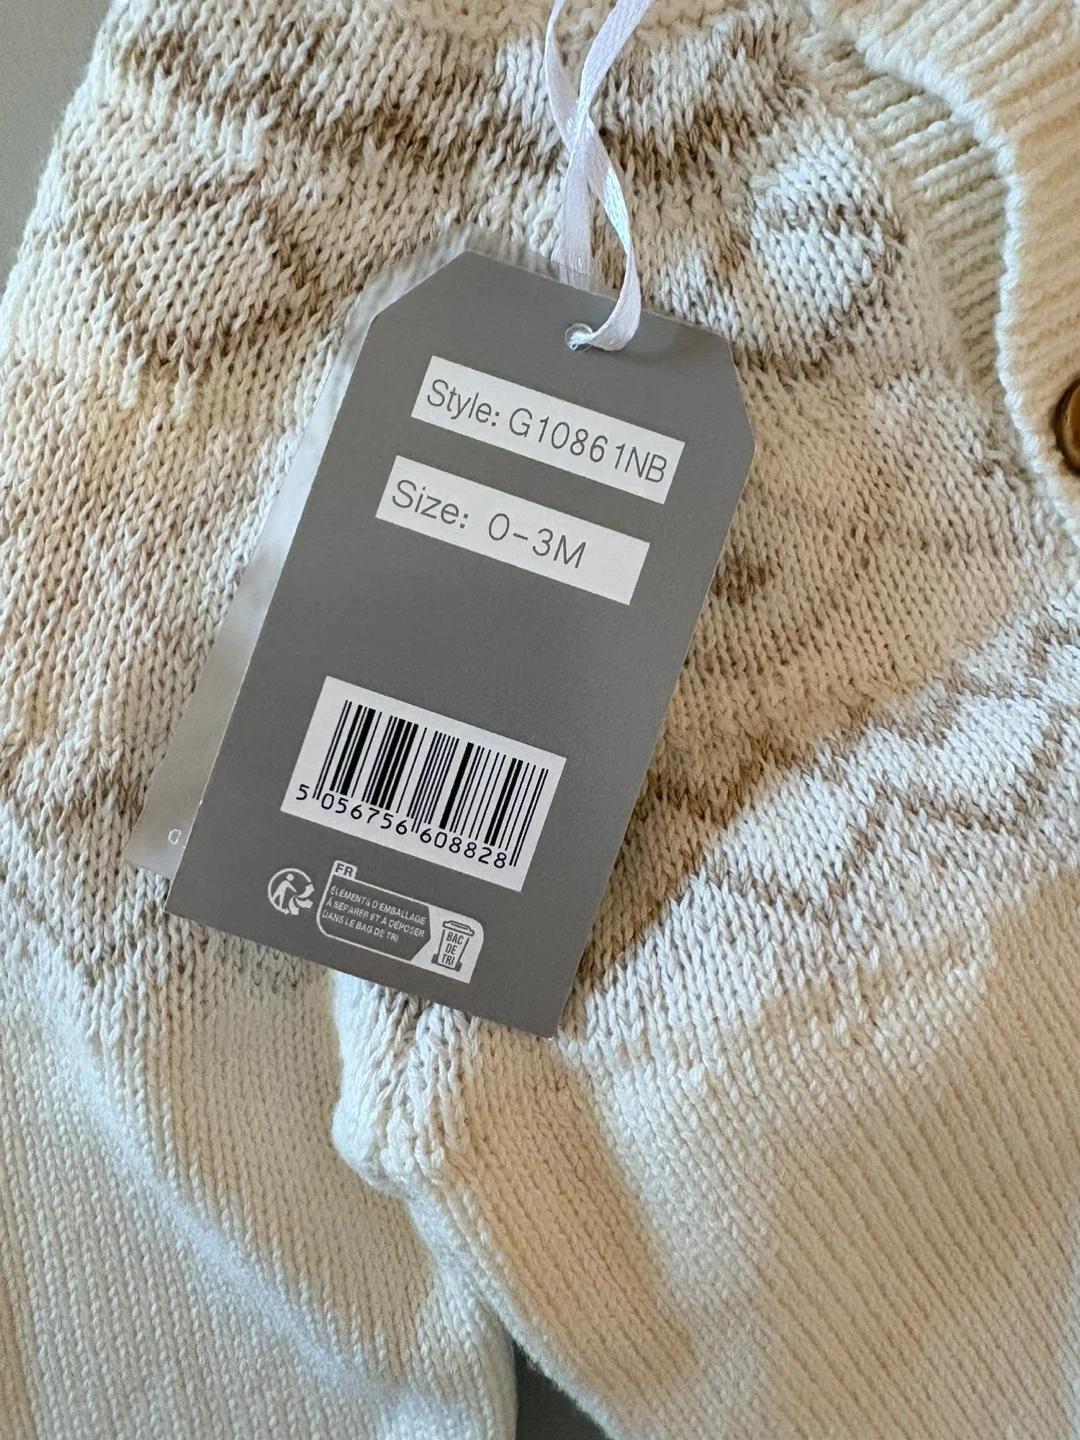 Style: G10861NB
Size: 0-3M
5 056756 608828
FR
ÉLÉMENTS D'EMBALLAGE
À SÉPARER ET À DÉPOSER
DANS LE BAC DE TRI
BAC
DE
TRI
D